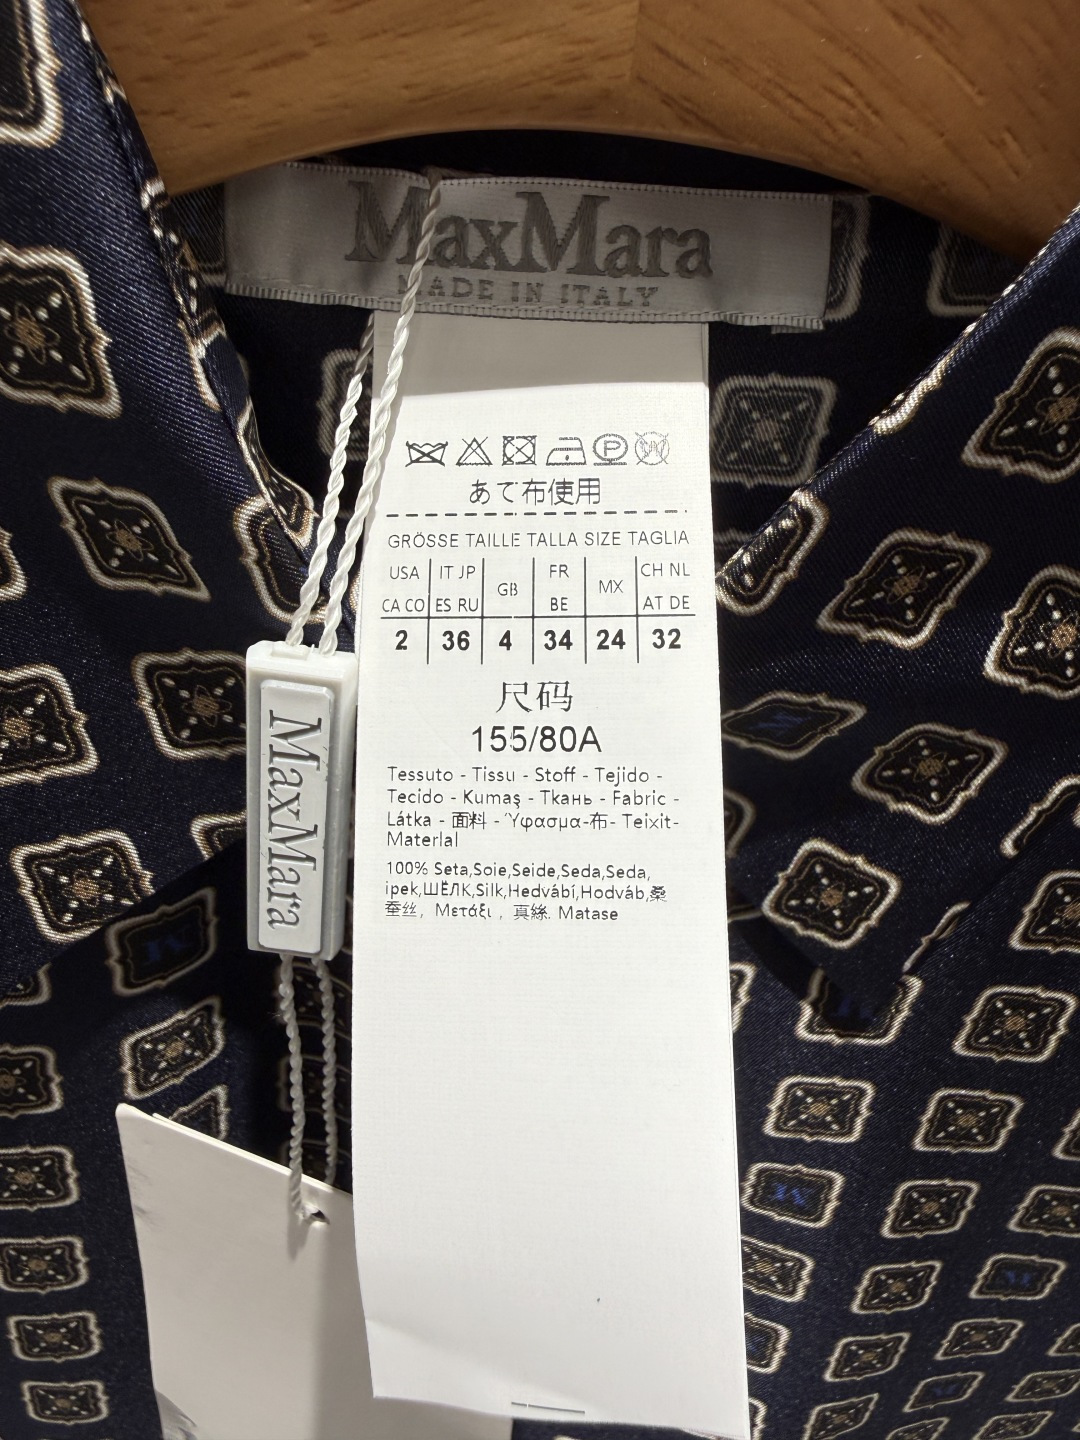 MaxMara
MADE IN ITALY
P
W
あて布使用
GRÖSSE TAILLE TALLA SIZE TAGLIA
USA IT JP GB FR MX CH NL
CA CO ES RU BE AT DE
2 36 4 34 24 32
尺码
155/80A
Tessuto - Tissu - Stoff - Tejido -
Tecido - Kumaş - Ткань - Fabric -
Látka - 面料 - Ύφασμα-布- Teixit-
Materlal
100% Seta,Soie,Seide,Seda,Seda,
ipek,ШЁЛК,Silk,Hedvábí,Hodváb,桑
蚕丝, Μετάξι , 真絲. Matase
MaxMara